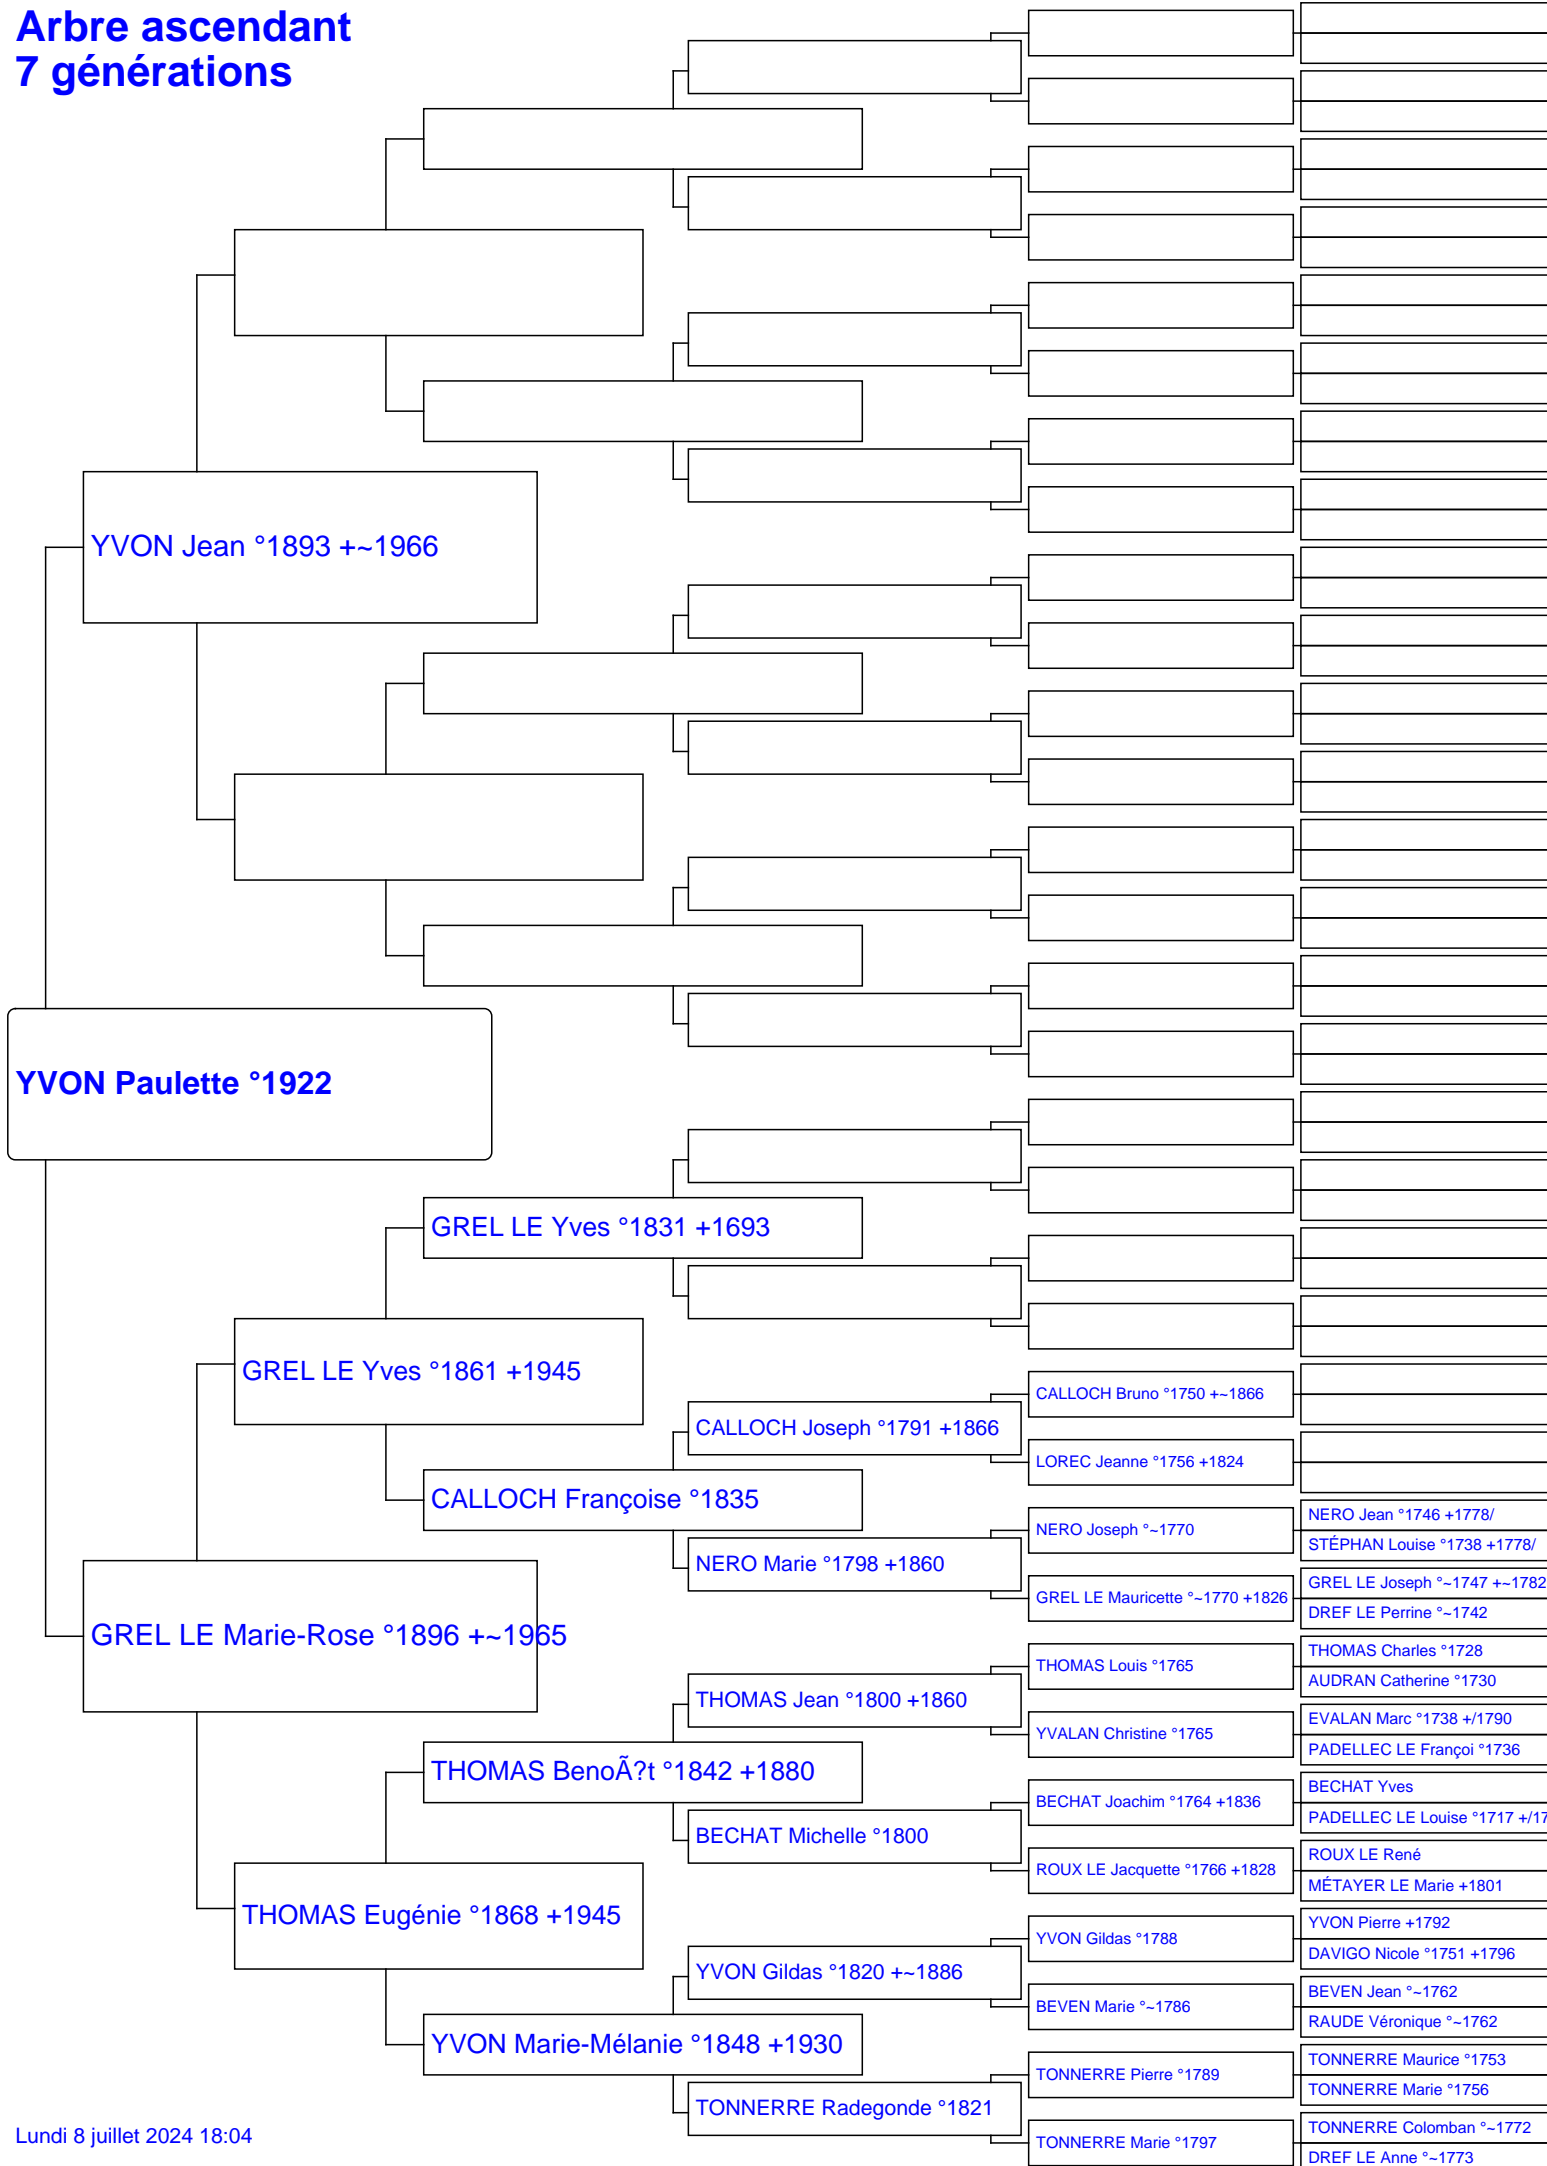 Arbre ascendant
7 générations
YVON Jean °1893 +~1966
YVON Paulette °1922
GREL LE Yves °1831 +1693
GREL LE Yves °1861 +1945
CALLOCH Bruno °1750 +~1866
CALLOCH Joseph °1791 +1866
LOREC Jeanne °1756 +1824
CALLOCH Françoise °1835
NERO Jean °1746 +1778/
NERO Joseph °~1770
STÉPHAN Louise °1738 +1778/
NERO Marie °1798 +1860
GREL LE Joseph °~1747 +~1782
GREL LE Mauricette °~1770 +1826
DREF LE Perrine °~1742
GREL LE Marie-Rose °1896 +~1965
THOMAS Charles °1728
THOMAS Louis °1765
AUDRAN Catherine °1730
THOMAS Jean °1800 +1860
EVALAN Marc °1738 +/1790
YVALAN Christine °1765
PADELLEC LE Françoi °1736
THOMAS BenoÃ?t °1842 +1880
BECHAT Yves
BECHAT Joachim °1764 +1836
PADELLEC LE Louise °1717 +/17
BECHAT Michelle °1800
ROUX LE René
ROUX LE Jacquette °1766 +1828
MÉTAYER LE Marie +1801
THOMAS Eugénie °1868 +1945
YVON Pierre +1792
YVON Gildas °1788
DAVIGO Nicole °1751 +1796
YVON Gildas °1820 +~1886
BEVEN Jean °~1762
BEVEN Marie °~1786
RAUDE Véronique °~1762
YVON Marie-Mélanie °1848 +1930
TONNERRE Maurice °1753
TONNERRE Pierre °1789
TONNERRE Marie °1756
TONNERRE Radegonde °1821
TONNERRE Colomban °~1772
TONNERRE Marie °1797
DREF LE Anne °~1773
Lundi 8 juillet 2024 18:04